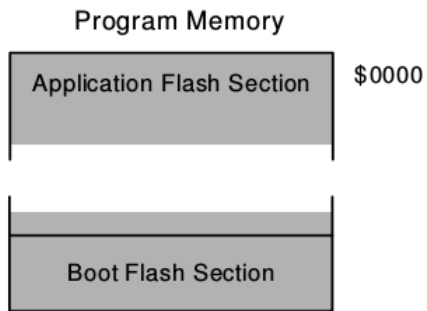 Program Memory
Application Flash Section
$0000
Boot Flash Section